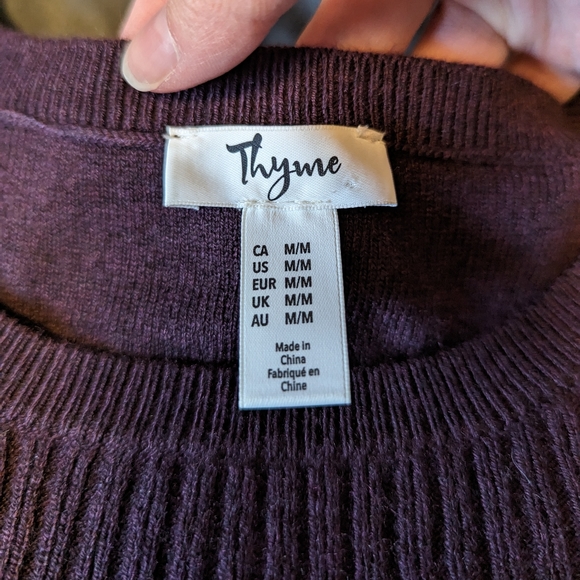 Thyme
CA M/M
US M/M
EUR M/M
UK M/M
AU M/M
Made in
China
Fabriqué en
Chine